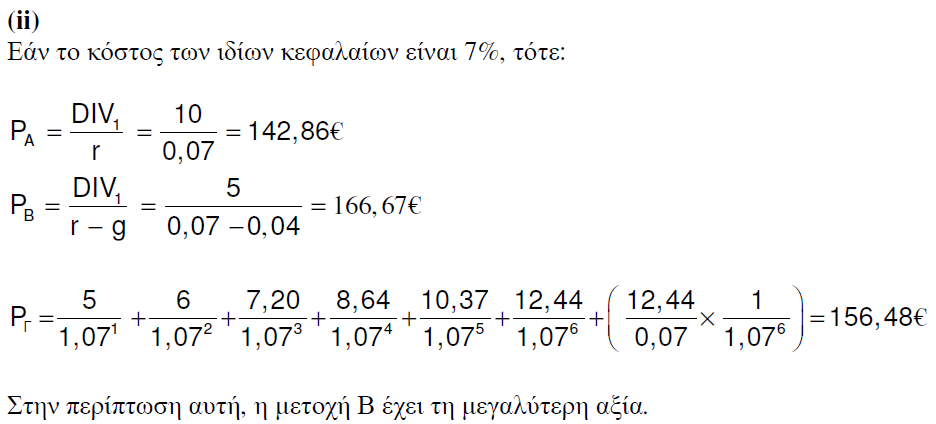 (ii)
Εάν το κόστος των ιδίων κεφαλαίων είναι 7%, τότε:
P_A = DIV_1 / r = 10 / 0,07 = 142,86€
P_B = DIV_1 / (r − g) = 5 / (0,07 − 0,04) = 166,67€
P_Γ = 5 / 1,07^1 + 6 / 1,07^2 + 7,20 / 1,07^3 + 8,64 / 1,07^4 + 10,37 / 1,07^5 + 12,44 / 1,07^6 + (12,44 / 0,07 × 1 / 1,07^6) = 156,48€
Στην περίπτωση αυτή, η μετοχή Β έχει τη μεγαλύτερη αξία.